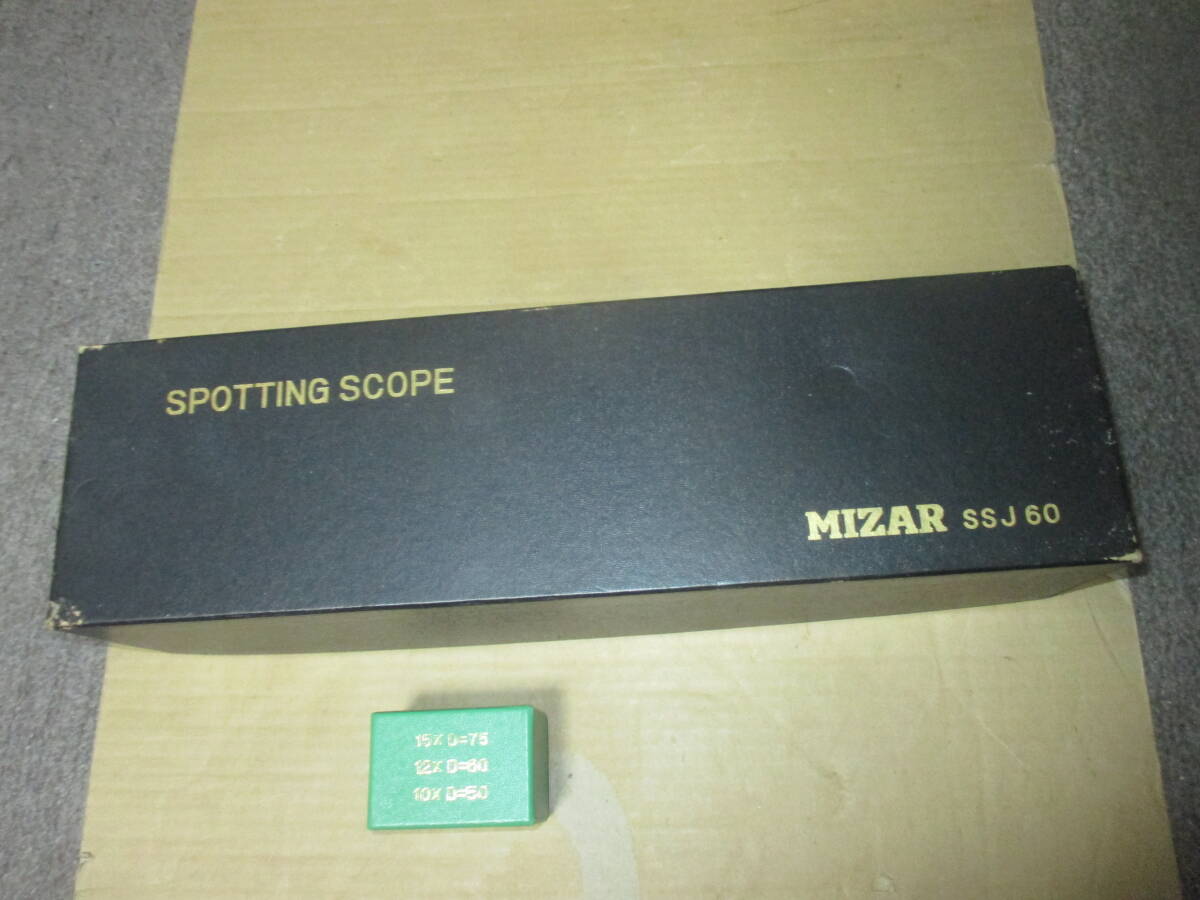 SPOTTING SCOPE
MIZAR SSJ 60
15X D=75
12X D=60
10X D=50